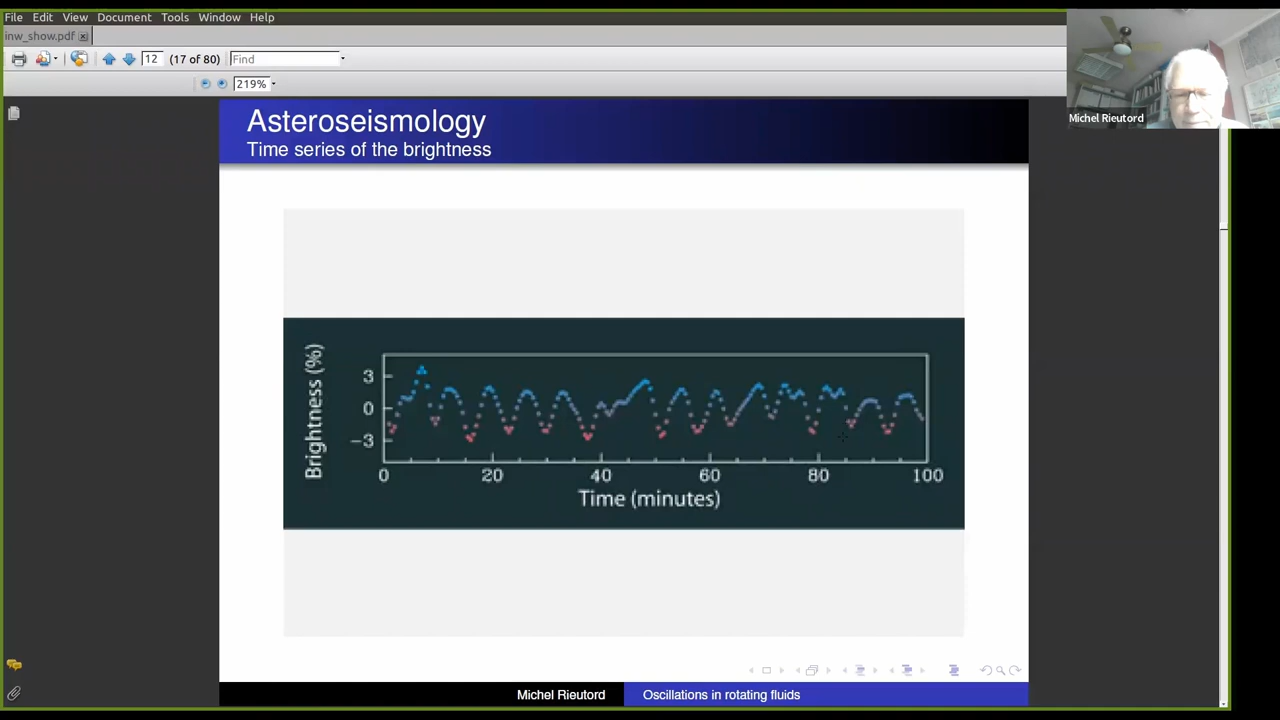 File Edit View Document Tools Window Help
inw_show.pdf
12 (17 of 80) Find
219%
Michel Rieutord
Asteroseismology
Time series of the brightness
Brightness (%)
3
0
−3
0 20 40 60 80 100
Time (minutes)
Michel Rieutord Oscillations in rotating fluids